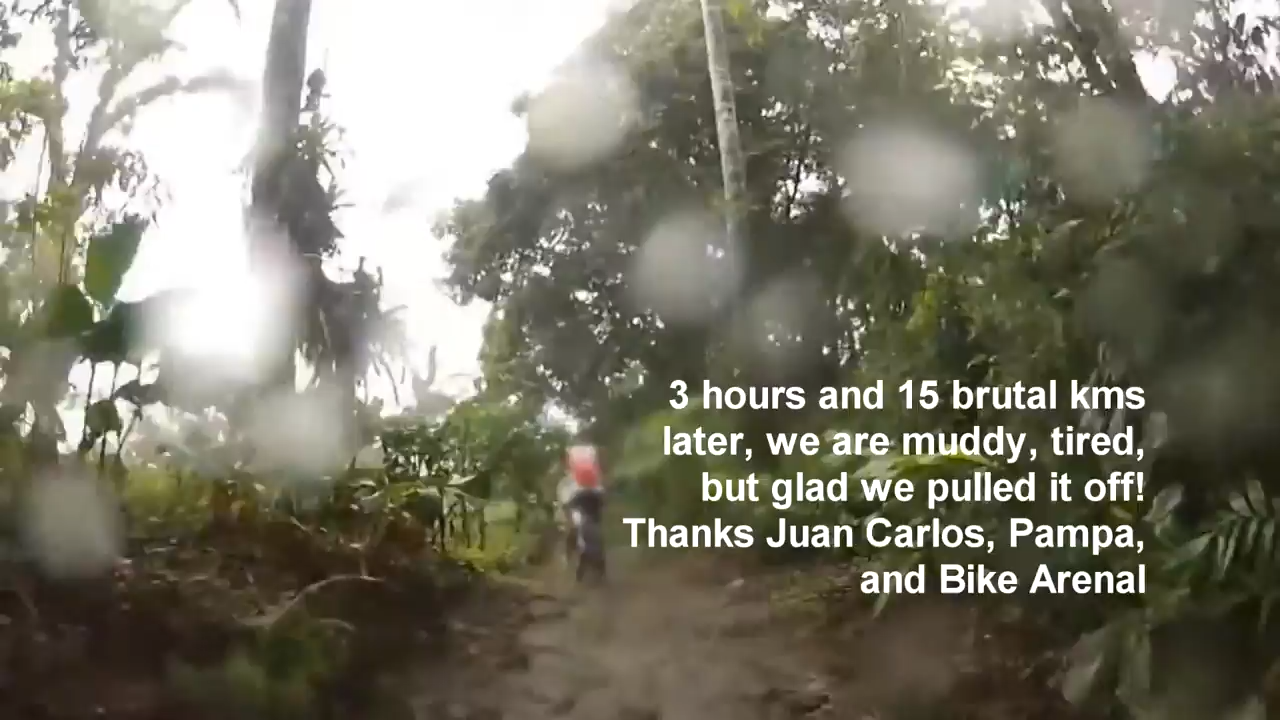 3 hours and 15 brutal kms
later, we are muddy, tired,
but glad we pulled it off!
Thanks Juan Carlos, Pampa,
and Bike Arenal